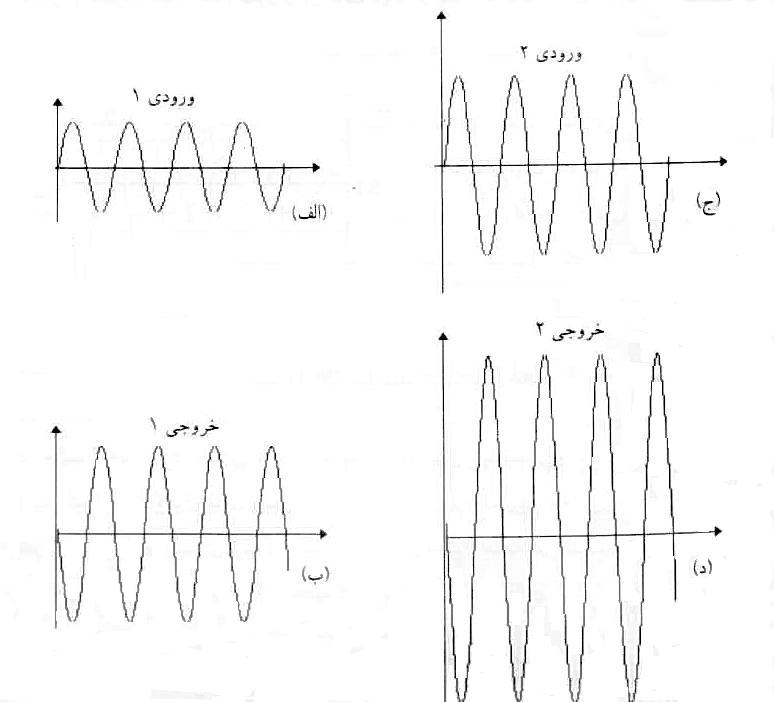 ورودی ۱
(الف)
ورودی ۲
(ج)
خروجی ۱
(ب)
خروجی ۲
(د)